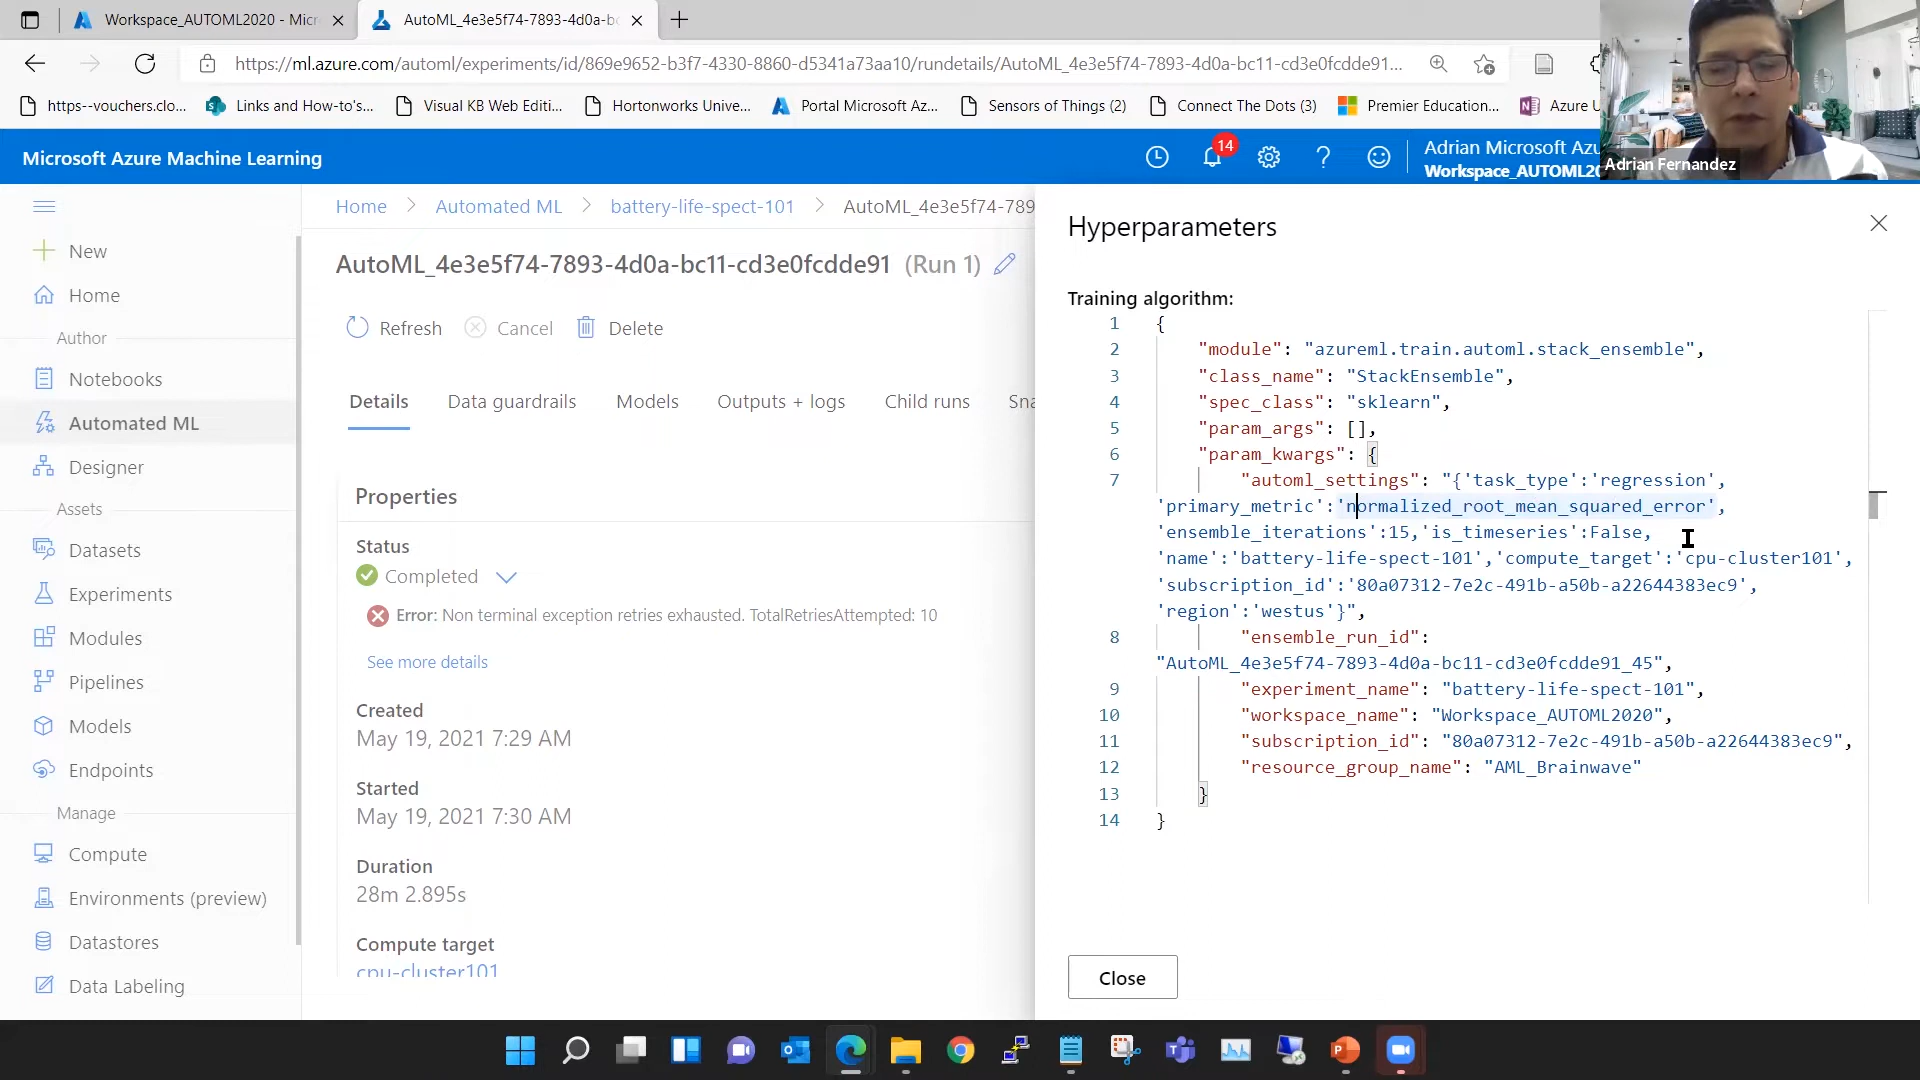 Workspace_AUTOML2020 - Micr
AutoML_4e3e5f74-7893-4d0a-b
https://ml.azure.com/automl/experiments/id/869e9652-b3f7-4330-8860-d5341a73aa10/rundetails/AutoML_4e3e5f74-7893-4d0a-bc11-cd3e0fcdde91...
https--vouchers.clo...
Links and How-to's...
Visual KB Web Editi...
Hortonworks Unive...
Portal Microsoft Az...
Sensors of Things (2)
Connect The Dots (3)
Premier Education...
Azure U
Adrian Fernandez
Microsoft Azure Machine Learning
14
Adrian Microsoft Azu
Workspace_AUTOML20
New
Home
Author
Notebooks
Automated ML
Designer
Assets
Datasets
Experiments
Modules
Pipelines
Models
Endpoints
Manage
Compute
Environments (preview)
Datastores
Data Labeling
Home > Automated ML > battery-life-spect-101 > AutoML_4e3e5f74-789
AutoML_4e3e5f74-7893-4d0a-bc11-cd3e0fcdde91 (Run 1)
Refresh Cancel Delete
Details Data guardrails Models Outputs + logs Child runs Sna
Properties
Status
Completed
Error: Non terminal exception retries exhausted. TotalRetriesAttempted: 10
See more details
Created
May 19, 2021 7:29 AM
Started
May 19, 2021 7:30 AM
Duration
28m 2.895s
Compute target
cpu-cluster101
Hyperparameters
Training algorithm:
1 {
2 "module": "azureml.train.automl.stack_ensemble",
3 "class_name": "StackEnsemble",
4 "spec_class": "sklearn",
5 "param_args": [],
6 "param_kwargs": {
7 "automl_settings": "{'task_type':'regression',
'primary_metric':'normalized_root_mean_squared_error',
'ensemble_iterations':15,'is_timeseries':False,
'name':'battery-life-spect-101','compute_target':'cpu-cluster101',
'subscription_id':'80a07312-7e2c-491b-a50b-a22644383ec9',
'region':'westus'}",
8 "ensemble_run_id":
"AutoML_4e3e5f74-7893-4d0a-bc11-cd3e0fcdde91_45",
9 "experiment_name": "battery-life-spect-101",
10 "workspace_name": "Workspace_AUTOML2020",
11 "subscription_id": "80a07312-7e2c-491b-a50b-a22644383ec9",
12 "resource_group_name": "AML_Brainwave"
13 }
14 }
Close